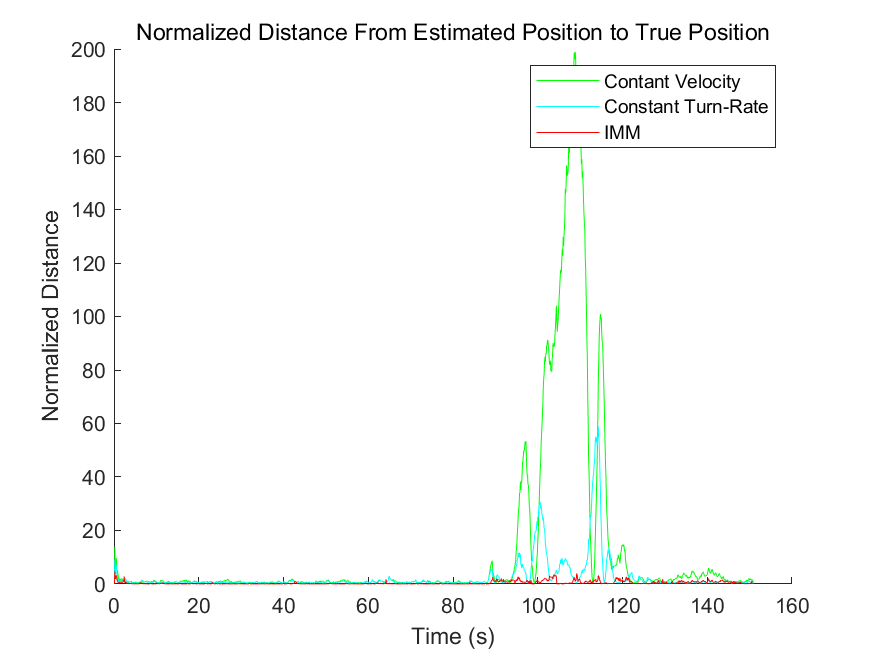 Normalized Distance From Estimated Position to True Position
200
180
160
140
120
100
80
60
40
20
0
Normalized Distance
Contant Velocity
Constant Turn-Rate
IMM
0 20 40 60 80 100 120 140 160
Time (s)